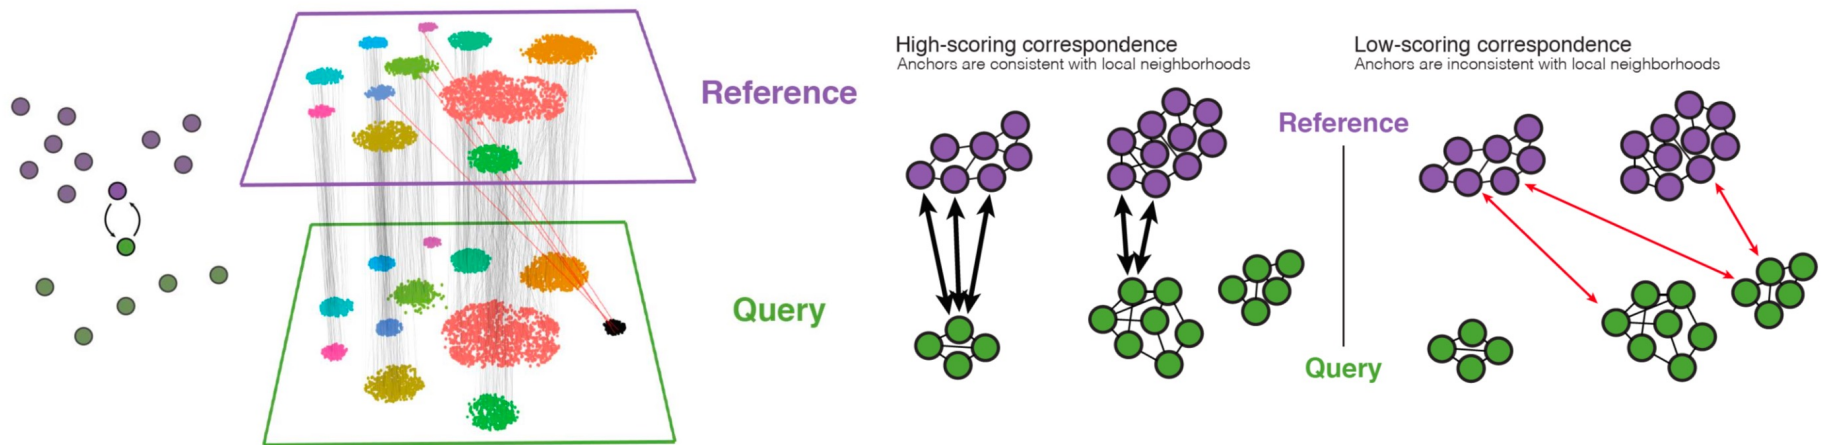 Reference
Query
High-scoring correspondence
Anchors are consistent with local neighborhoods
Low-scoring correspondence
Anchors are inconsistent with local neighborhoods
Reference
Query